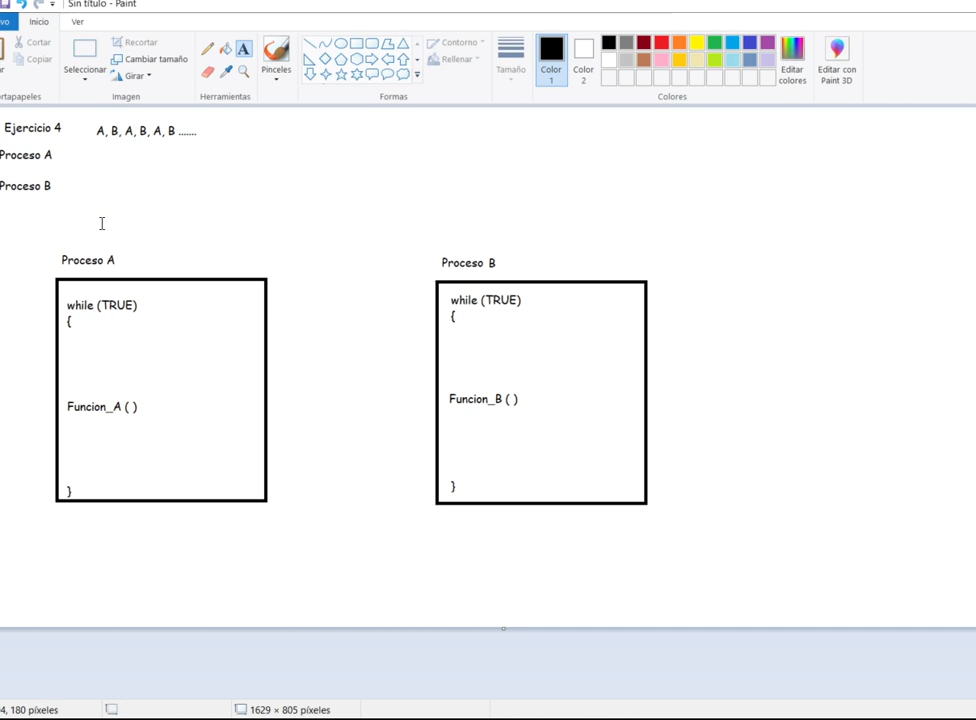 Sin título - Paint
Inicio
Ver
Cortar
Copiar
Seleccionar
Recortar
Cambiar tamaño
Girar
Pinceles
Contorno
Rellenar
Tamaño
Color
1
Color
2
Editar
colores
Editar con
Paint 3D
Imagen
Herramientas
Formas
Colores
Ejercicio 4
A, B, A, B, A, B .......
Proceso A
Proceso B
Proceso A
while (TRUE)
{
Funcion_A ( )
}
Proceso B
while (TRUE)
{
Funcion_B ( )
}
180 píxeles
1629 × 805 píxeles